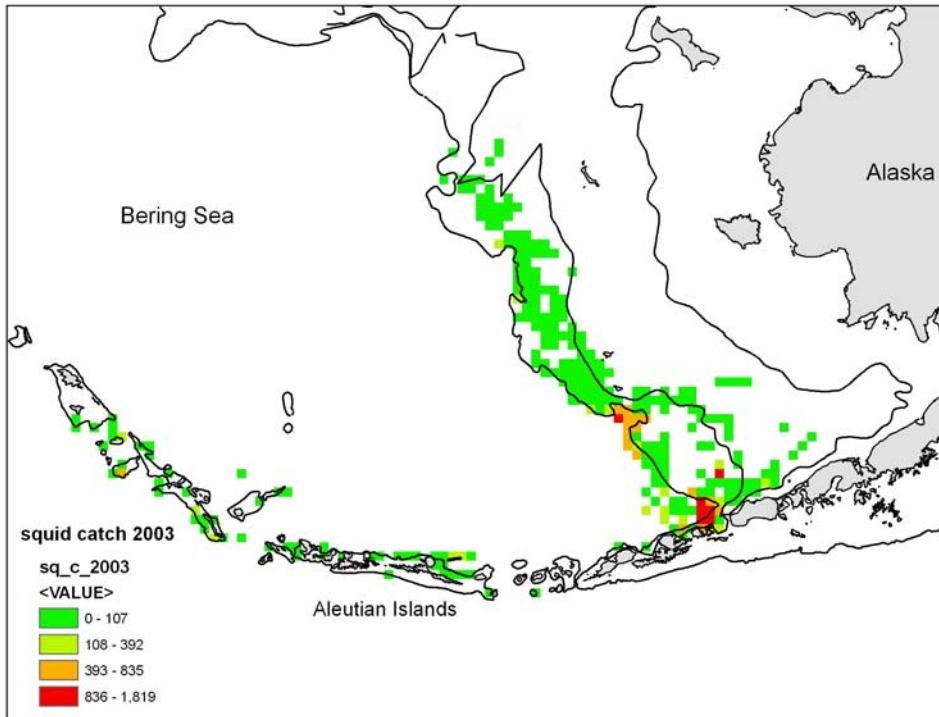 Alaska
Bering Sea
squid catch 2003
sq_c_2003
<VALUE>
0 - 107
108 - 392
393 - 835
836 - 1,819
Aleutian Islands